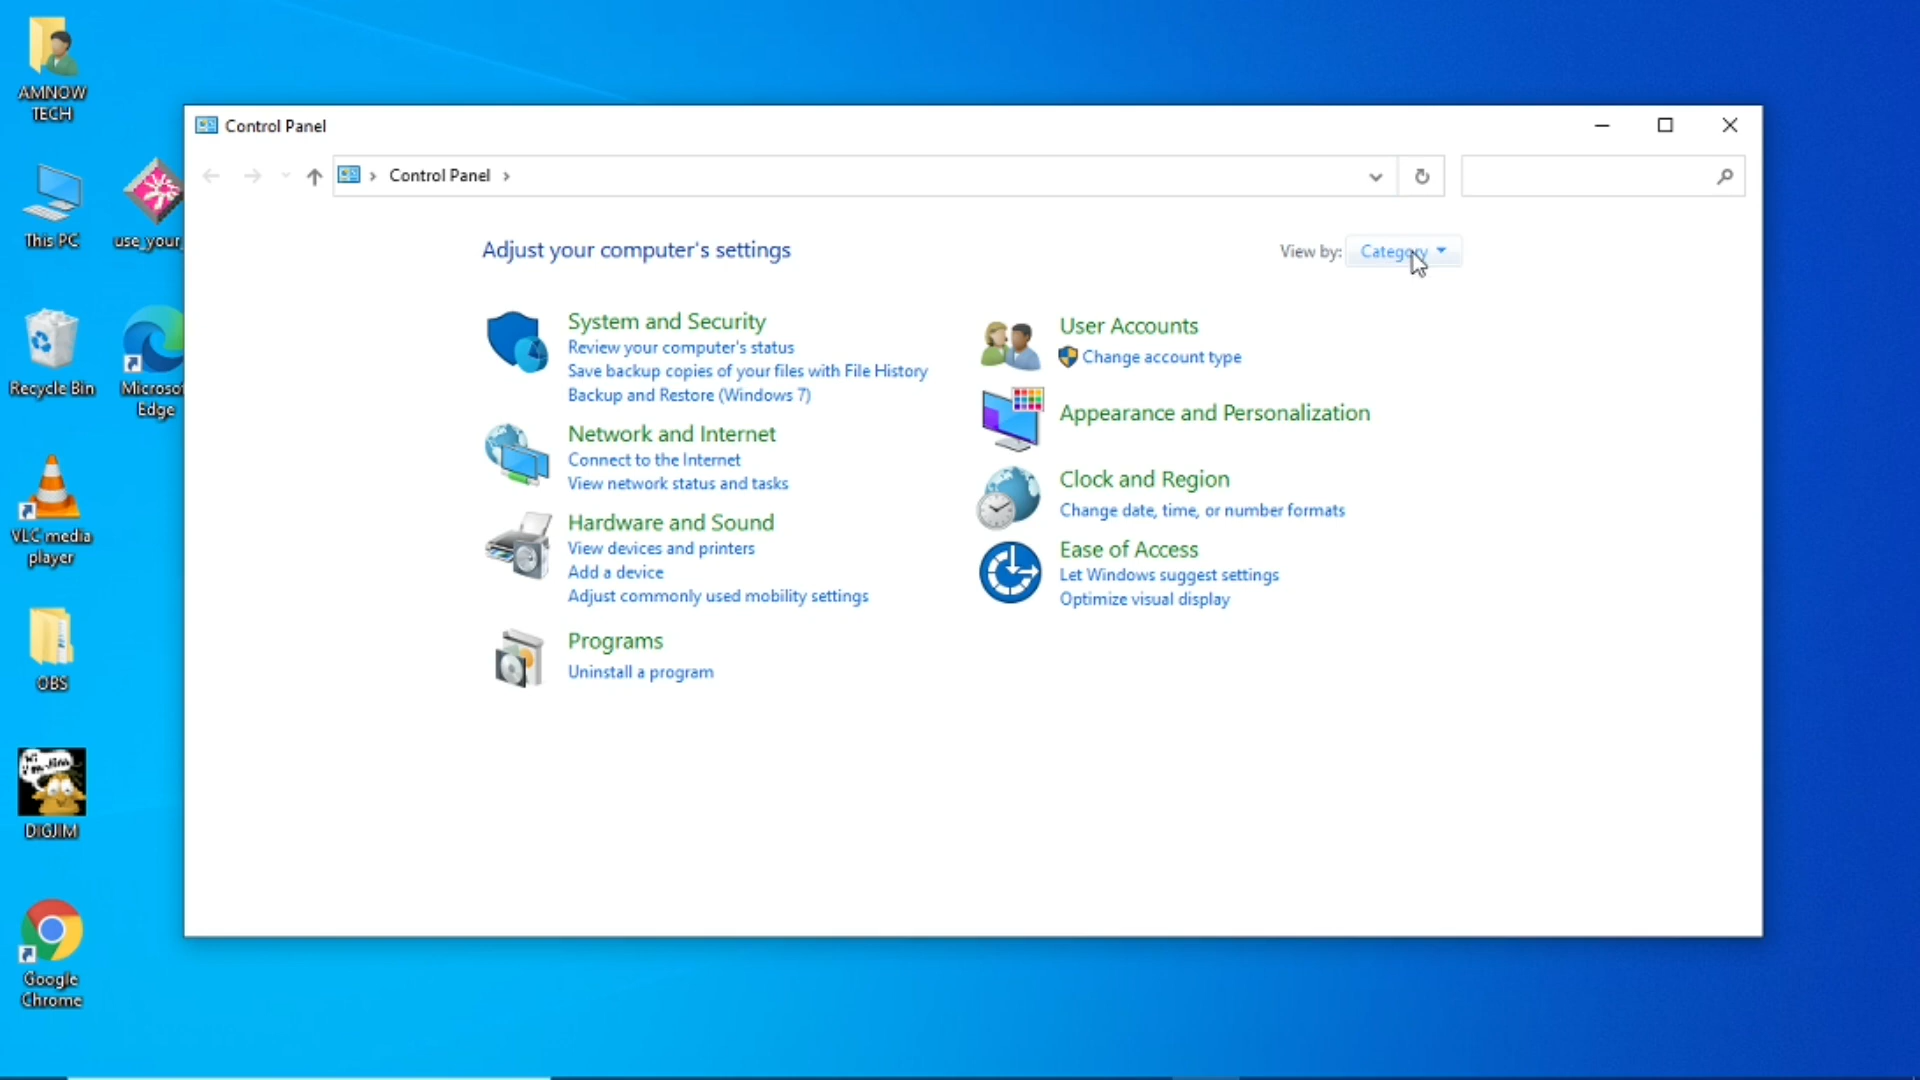 AMNOW
TECH
This PC
use_your_
Recycle Bin
Microsof
Edge
VLC media
player
OBS
DIGJIM
Google
Chrome
Control Panel
Control Panel
Adjust your computer's settings
View by: Category
System and Security
Review your computer's status
Save backup copies of your files with File History
Backup and Restore (Windows 7)
Network and Internet
Connect to the Internet
View network status and tasks
Hardware and Sound
View devices and printers
Add a device
Adjust commonly used mobility settings
Programs
Uninstall a program
User Accounts
Change account type
Appearance and Personalization
Clock and Region
Change date, time, or number formats
Ease of Access
Let Windows suggest settings
Optimize visual display